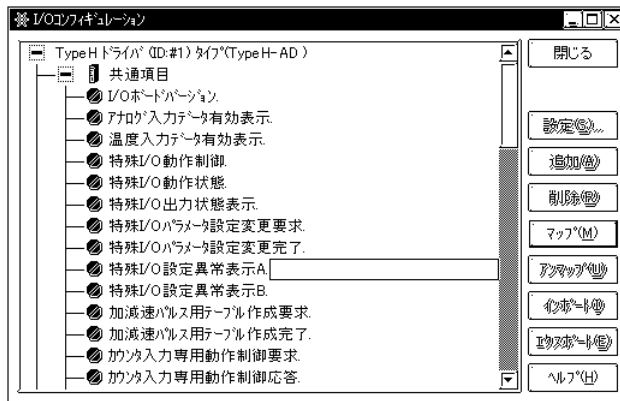 I/Oｺﾝﾌｨｷﾞｭﾚｰｼｮﾝ
TypeHﾄﾞﾗｲﾊﾞ(ID:#1) ﾀｲﾌﾟ(TypeH-AD )
共通項目
I/Oﾎﾞｰﾄﾞﾊﾞｰｼﾞｮﾝ.
ｱﾅﾛｸﾞ入力ﾃﾞｰﾀ有効表示.
温度入力ﾃﾞｰﾀ有効表示.
特殊I/O動作制御.
特殊I/O動作状態.
特殊I/O出力状態表示.
特殊I/Oﾊﾟﾗﾒｰﾀ設定変更要求.
特殊I/Oﾊﾟﾗﾒｰﾀ設定変更完了.
特殊I/O設定異常表示A.
特殊I/O設定異常表示B.
加減速ﾊﾟﾙｽ用ﾃｰﾌﾞﾙ作成要求.
加減速ﾊﾟﾙｽ用ﾃｰﾌﾞﾙ作成完了.
ｶｳﾝﾀ入力専用動作制御要求.
ｶｳﾝﾀ入力専用動作制御応答.
閉じる
設定(S)...
追加(A)
削除(R)
ﾏｯﾌﾟ(M)
ｱﾝﾏｯﾌﾟ(U)
ｲﾝﾎﾟｰﾄ(I)
ｴｸｽﾎﾟｰﾄ(E)
ﾍﾙﾌﾟ(H)